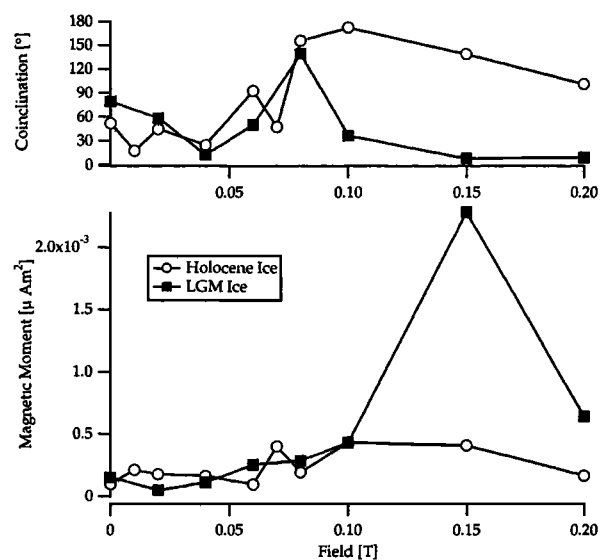 180
150
120
90
60
30
0
Coinclination [°]
0.05 0.10 0.15 0.20
2.0x10-3
1.5
1.0
0.5
0
Magnetic Moment [μ Am2]
Holocene Ice
LGM Ice
0 0.05 0.10 0.15 0.20
Field [T]